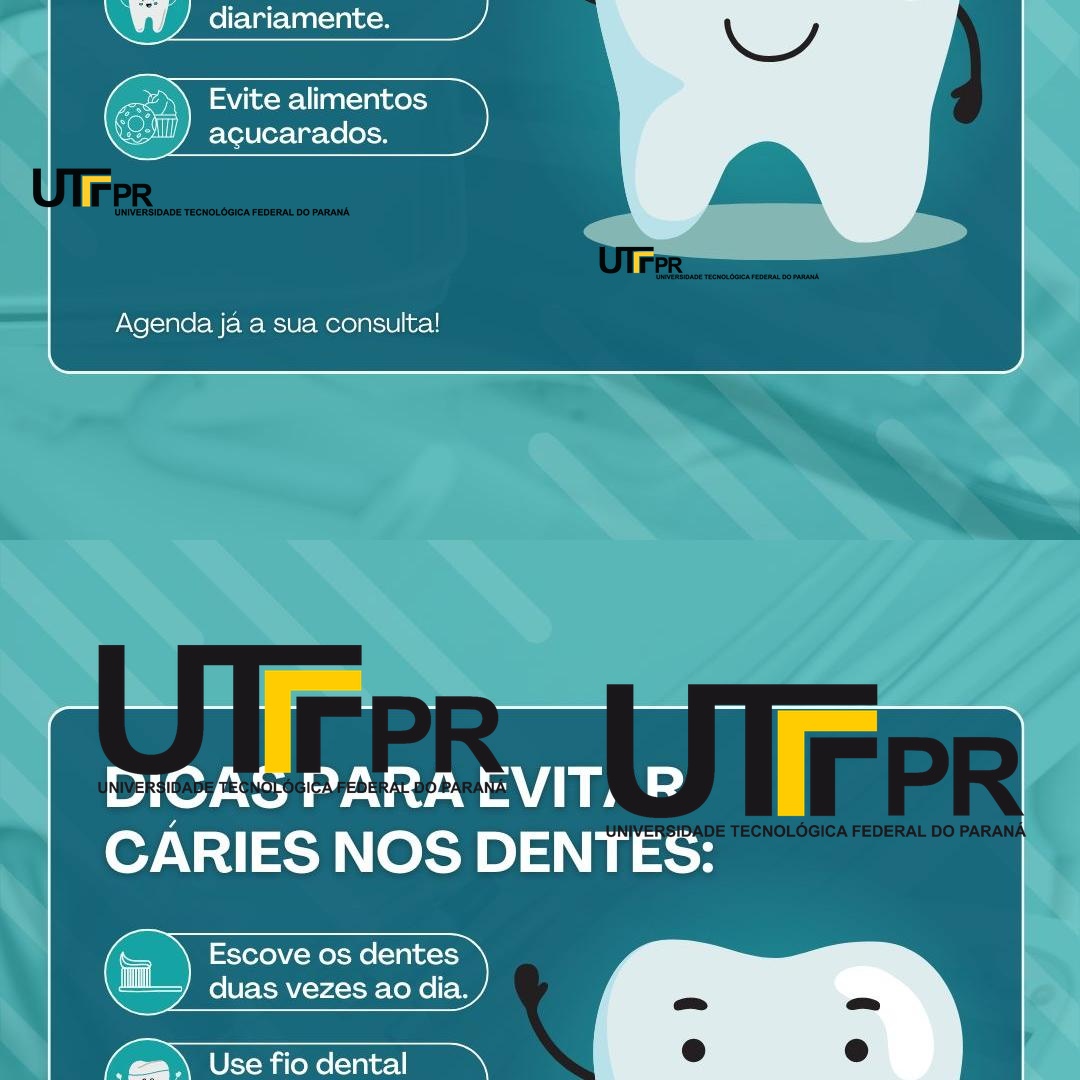 diariamente.
Evite alimentos
açucarados.
UTFPR
UNIVERSIDADE TECNOLÓGICA FEDERAL DO PARANÁ
UTFPR
UNIVERSIDADE TECNOLÓGICA FEDERAL DO PARANÁ
Agenda já a sua consulta!
UTFPR
UNIVERSIDADE TECNOLÓGICA FEDERAL DO PARANÁ
UTFPR
UNIVERSIDADE TECNOLÓGICA FEDERAL DO PARANÁ
DICAS PARA EVITAR
CÁRIES NOS DENTES:
Escove os dentes
duas vezes ao dia.
Use fio dental